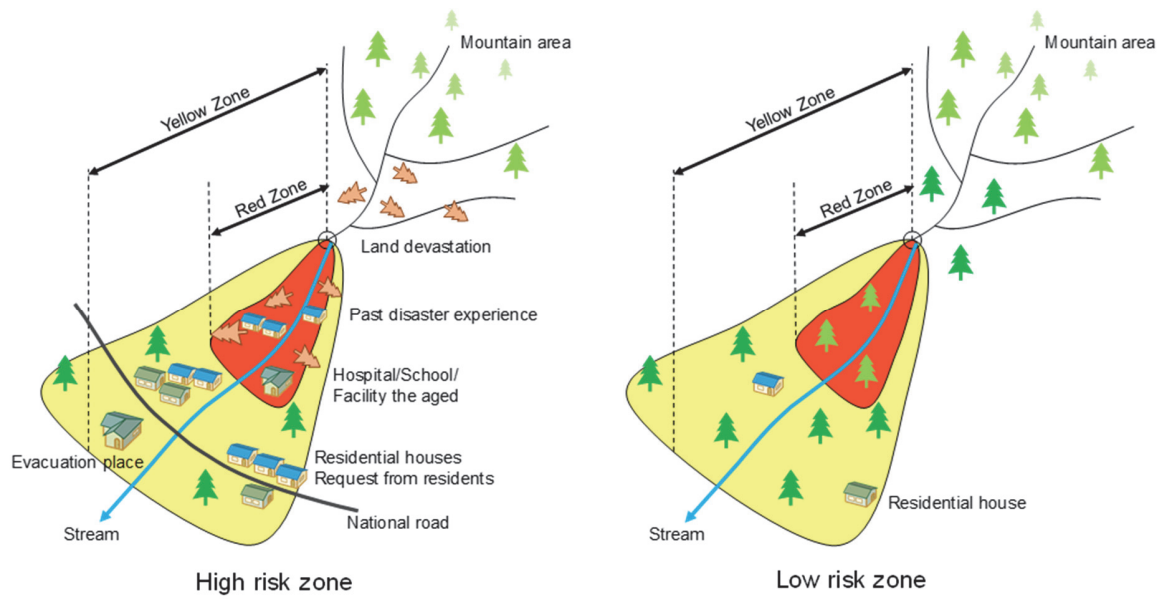 Mountain area
Yellow Zone
Red Zone
Land devastation
Past disaster experience
Hospital/School/
Facility the aged
Evacuation place
Residential houses
Request from residents
National road
Stream
High risk zone
Mountain area
Yellow Zone
Red Zone
Residential house
Stream
Low risk zone